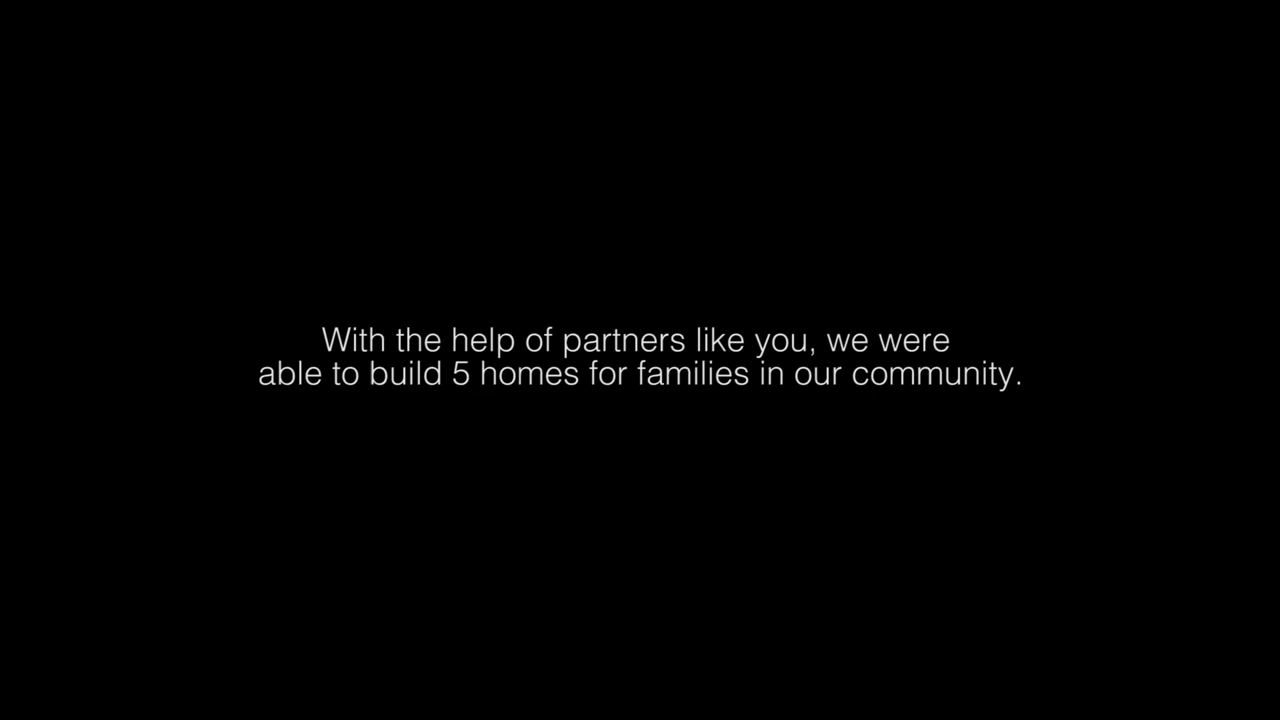 With the help of partners like you, we were
able to build 5 homes for families in our community.